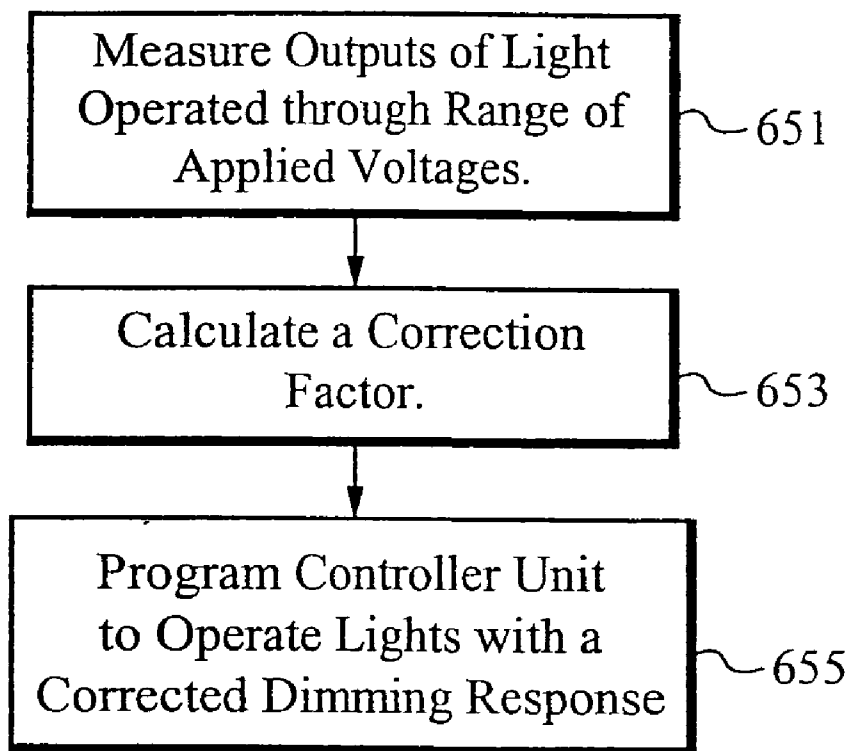 Measure Outputs of Light
Operated through Range of
Applied Voltages.
651
Calculate a Correction
Factor.
653
Program Controller Unit
to Operate Lights with a
Corrected Dimming Response
655